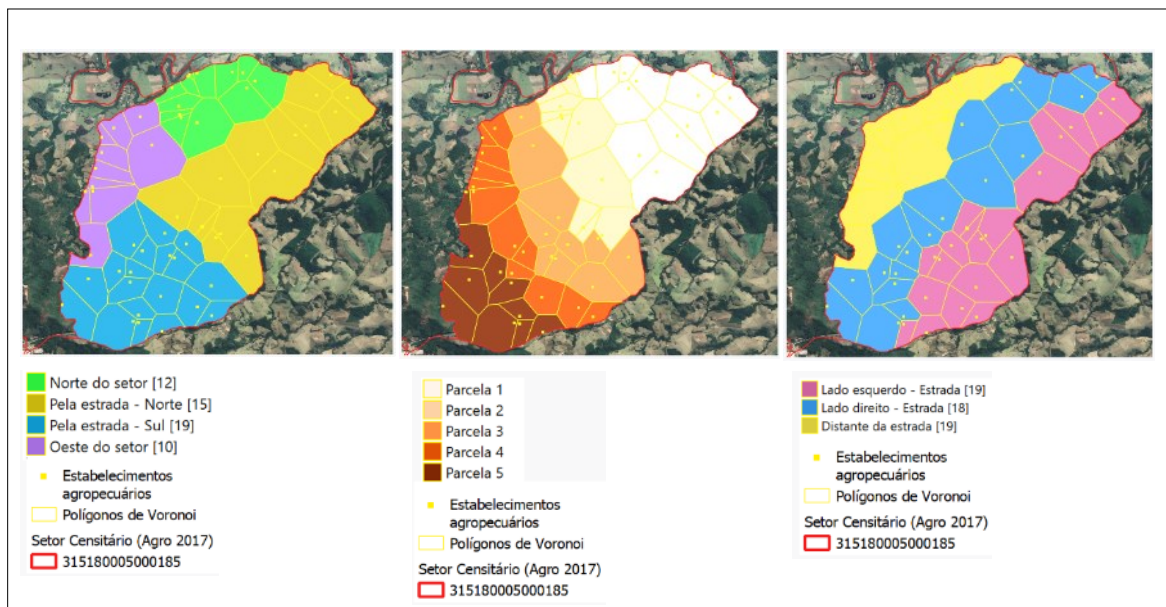 Norte do setor [12]
Pela estrada - Norte [15]
Pela estrada - Sul [19]
Oeste do setor [10]
Estabelecimentos
agropecuários
Polígonos de Voronoi
Setor Censitário (Agro 2017)
315180005000185
Parcela 1
Parcela 2
Parcela 3
Parcela 4
Parcela 5
Estabelecimentos
agropecuários
Polígonos de Voronoi
Setor Censitário (Agro 2017)
315180005000185
Lado esquerdo - Estrada [19]
Lado direito - Estrada [18]
Distante da estrada [19]
Estabelecimentos
agropecuários
Polígonos de Voronoi
Setor Censitário (Agro 2017)
315180005000185